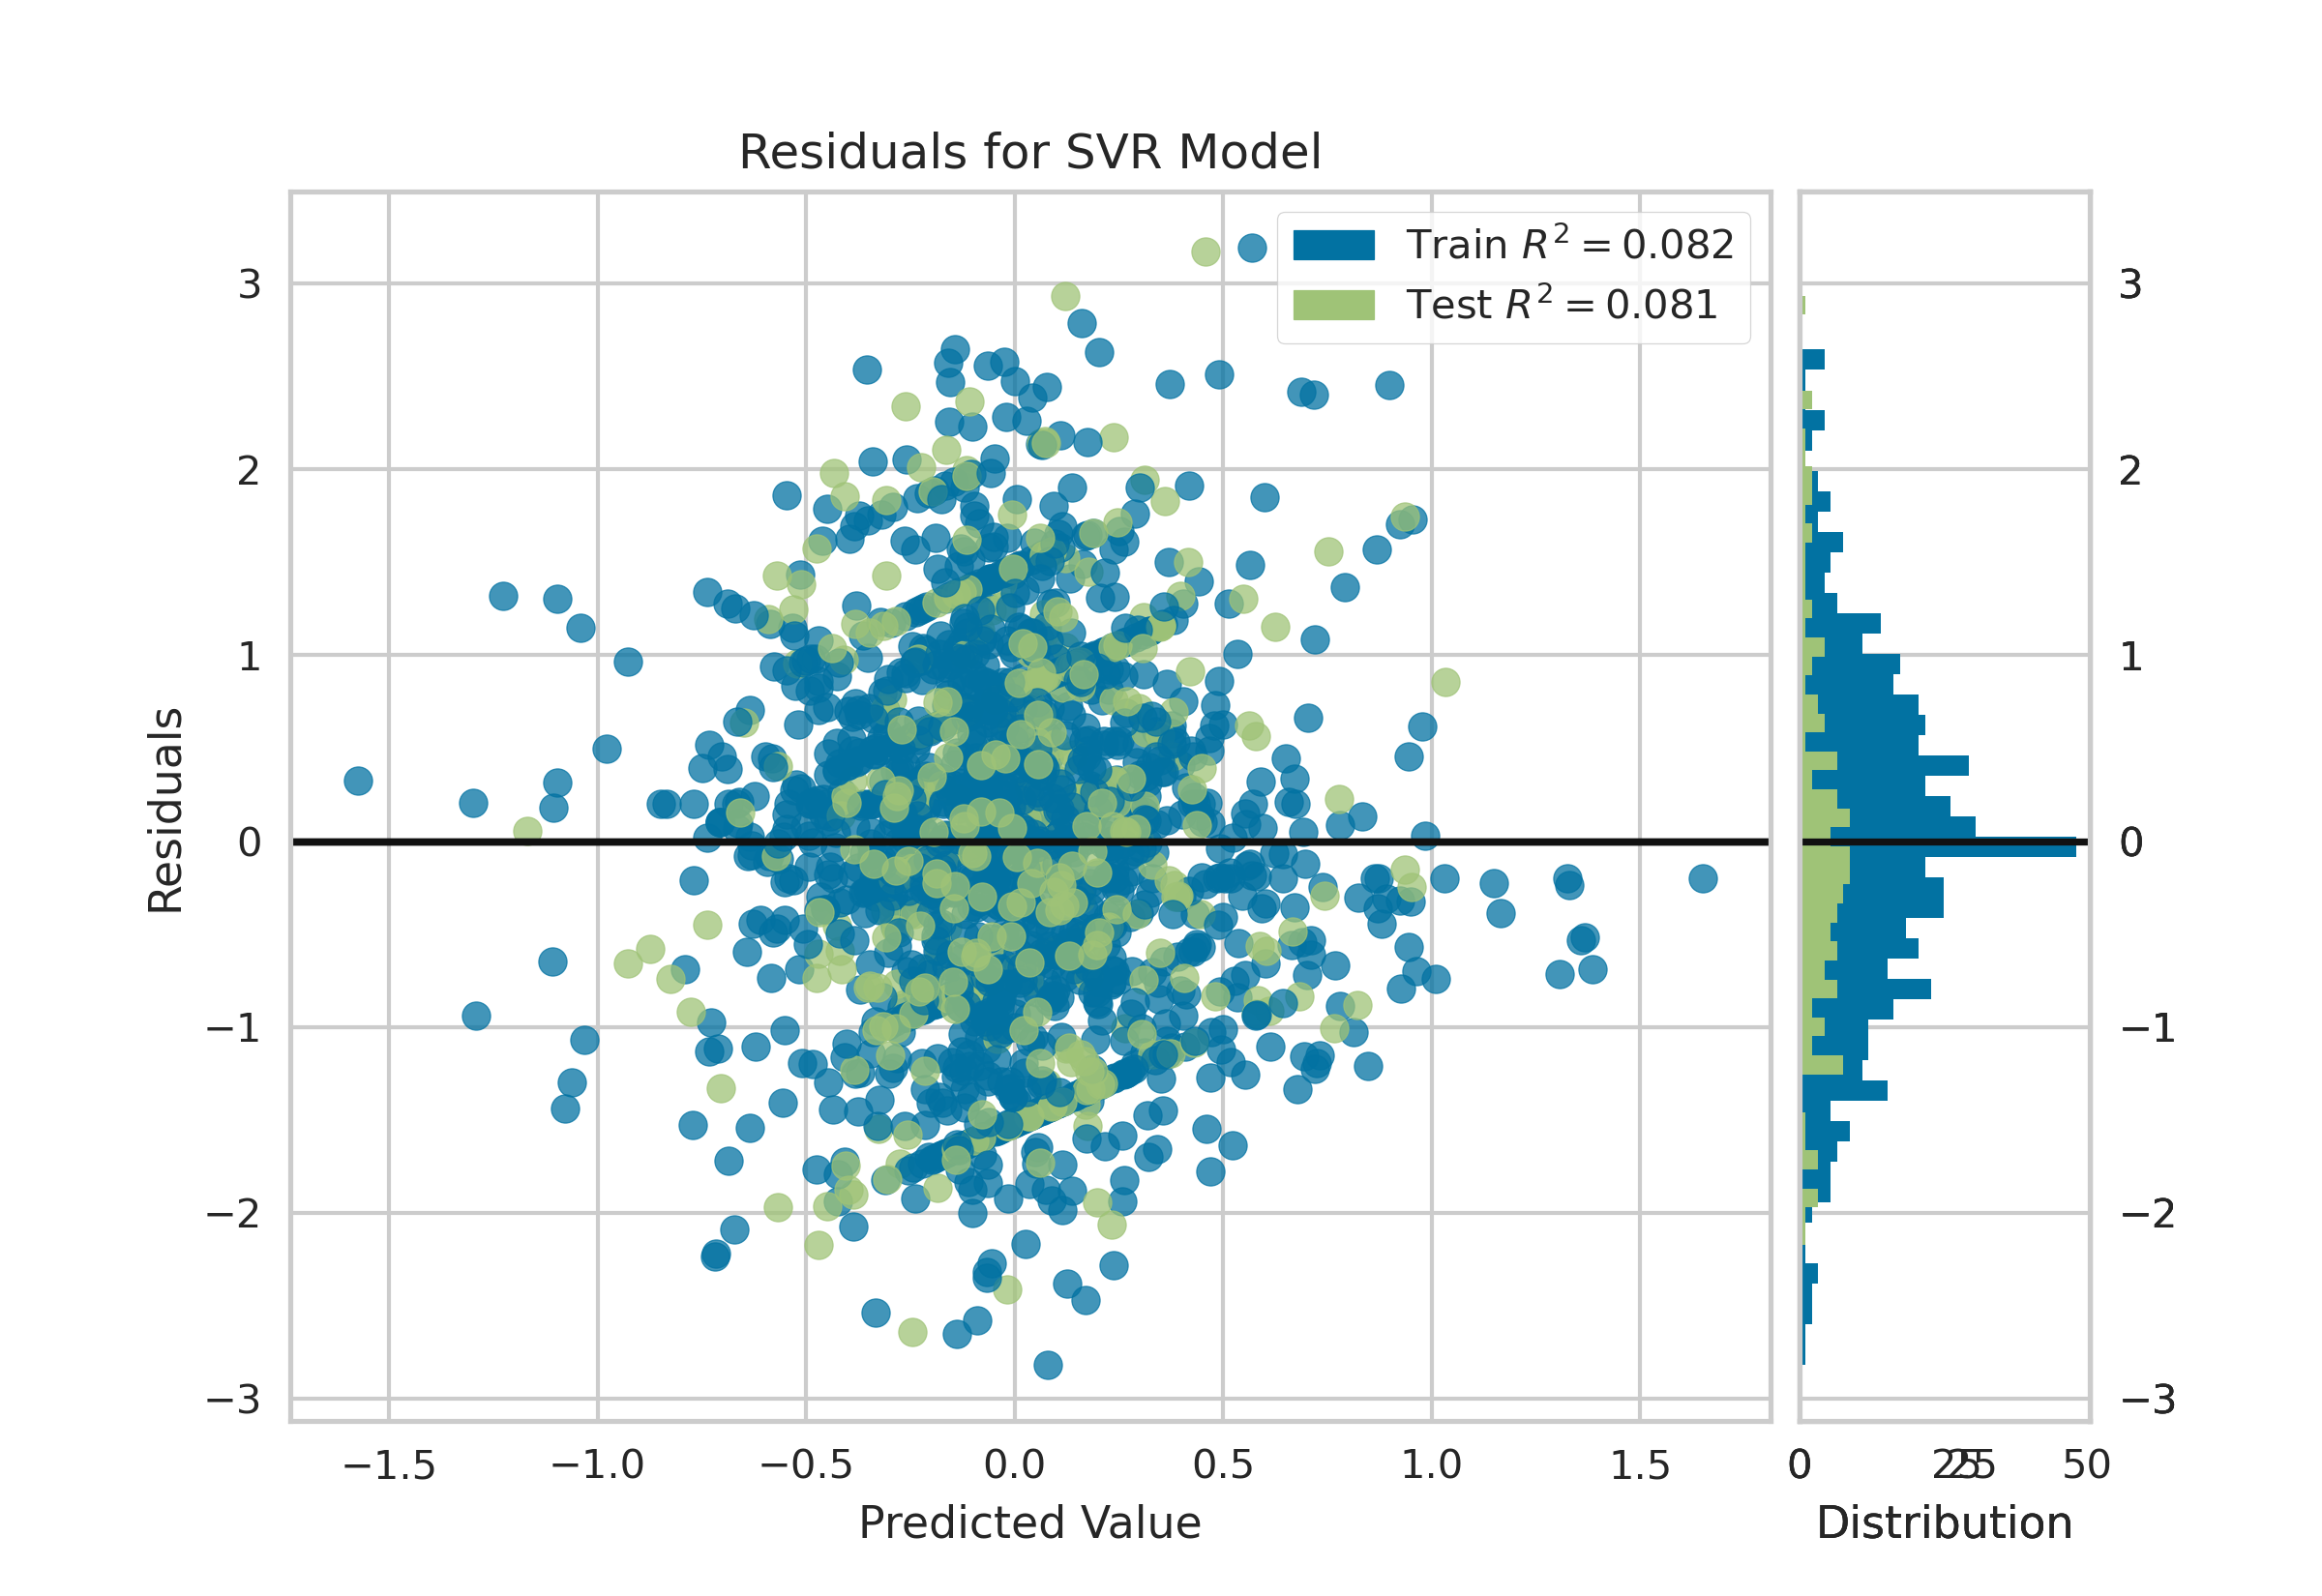 Residuals for SVR Model
Train R² = 0.082
Test R² = 0.081
Residuals
3
2
1
0
−1
−2
−3
3
2
1
0
−1
−2
−3
−1.5 −1.0 −0.5 0.0 0.5 1.0 1.5
0 25 25 50
Predicted Value
Distribution